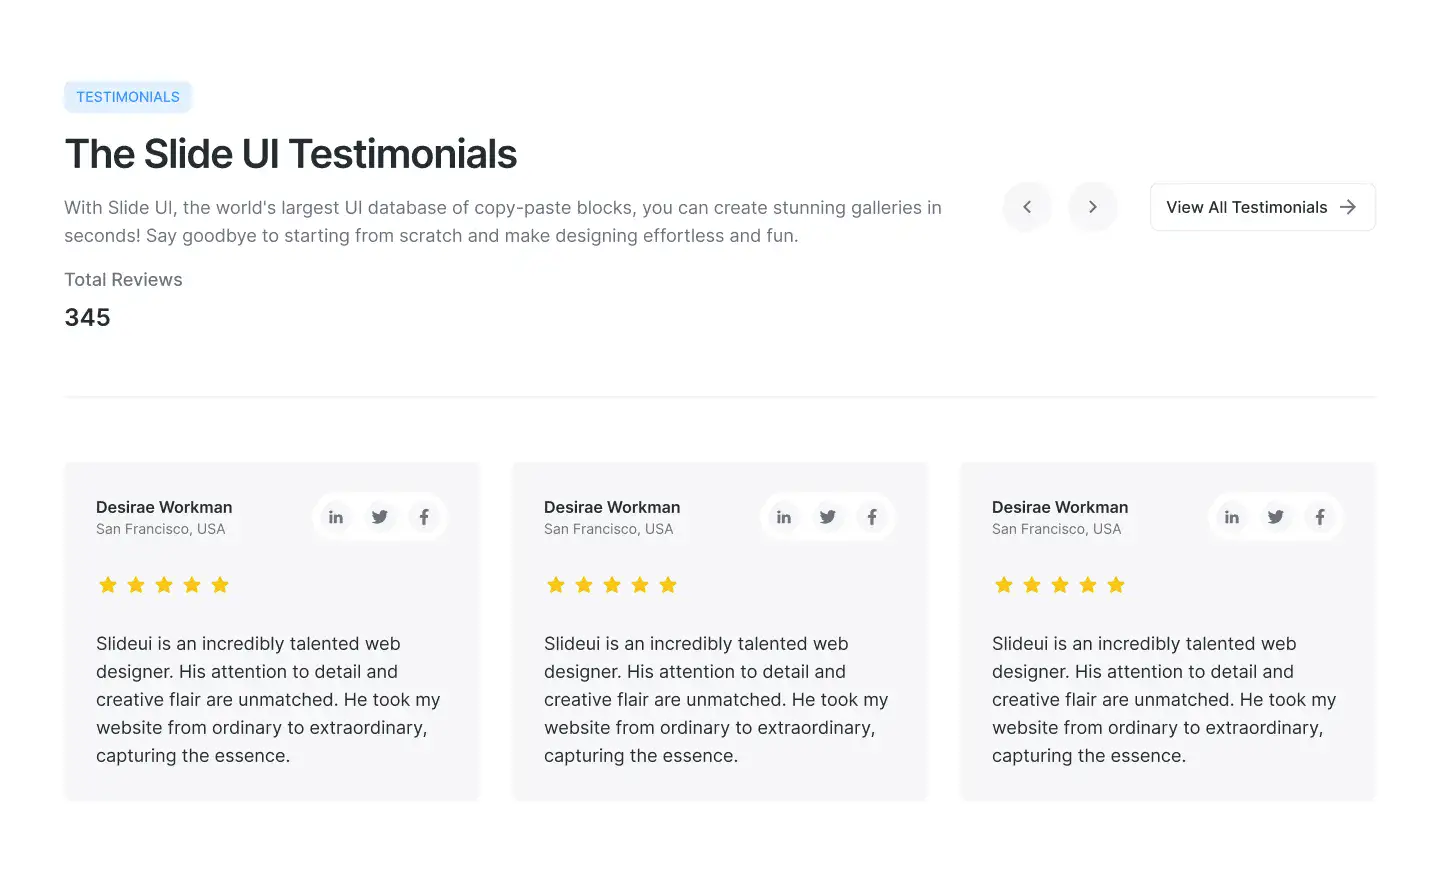 TESTIMONIALS
The Slide UI Testimonials
With Slide UI, the world's largest UI database of copy-paste blocks, you can create stunning galleries in
seconds! Say goodbye to starting from scratch and make designing effortless and fun.
Total Reviews
345
View All Testimonials
Desirae Workman
San Francisco, USA
in
Slideui is an incredibly talented web
designer. His attention to detail and
creative flair are unmatched. He took my
website from ordinary to extraordinary,
capturing the essence.
Desirae Workman
San Francisco, USA
in
Slideui is an incredibly talented web
designer. His attention to detail and
creative flair are unmatched. He took my
website from ordinary to extraordinary,
capturing the essence.
Desirae Workman
San Francisco, USA
in
Slideui is an incredibly talented web
designer. His attention to detail and
creative flair are unmatched. He took my
website from ordinary to extraordinary,
capturing the essence.